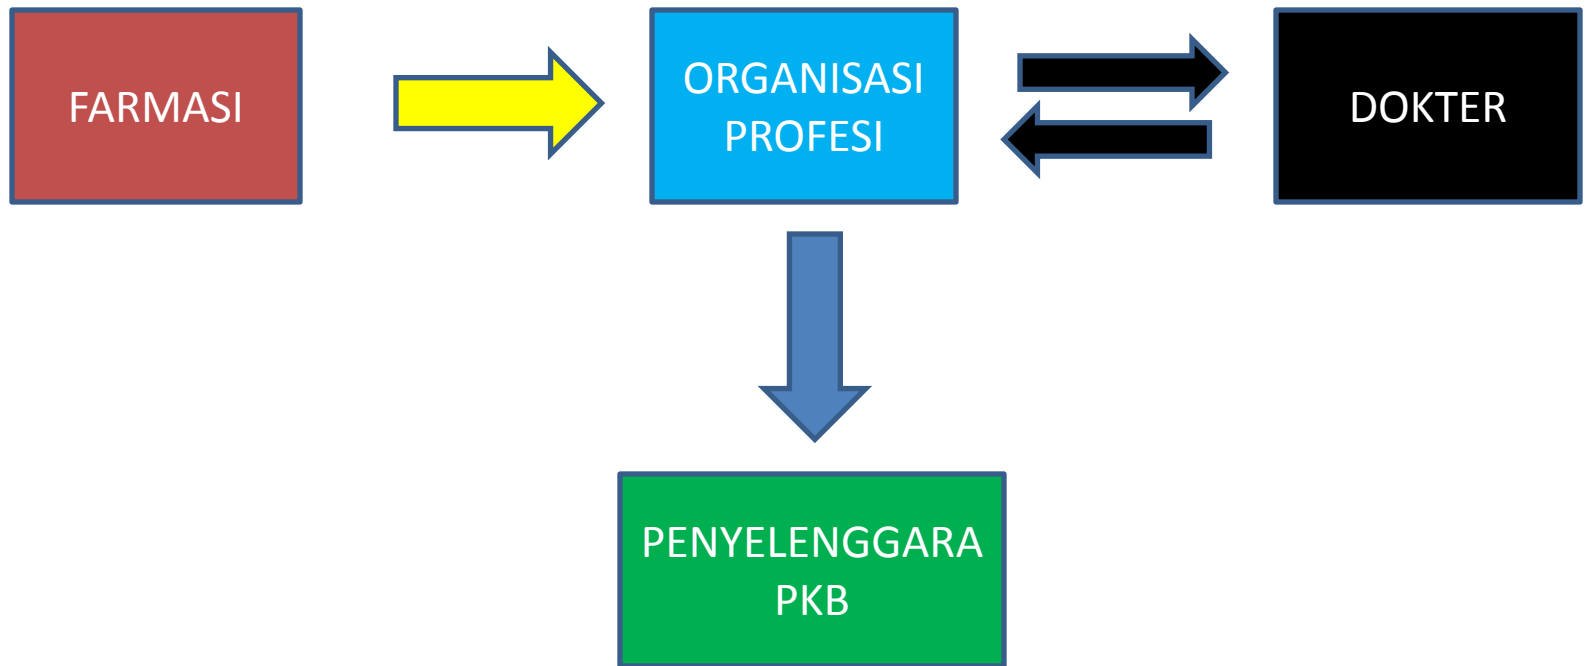 FARMASI
ORGANISASI
PROFESI
DOKTER
PENYELENGGARA
PKB